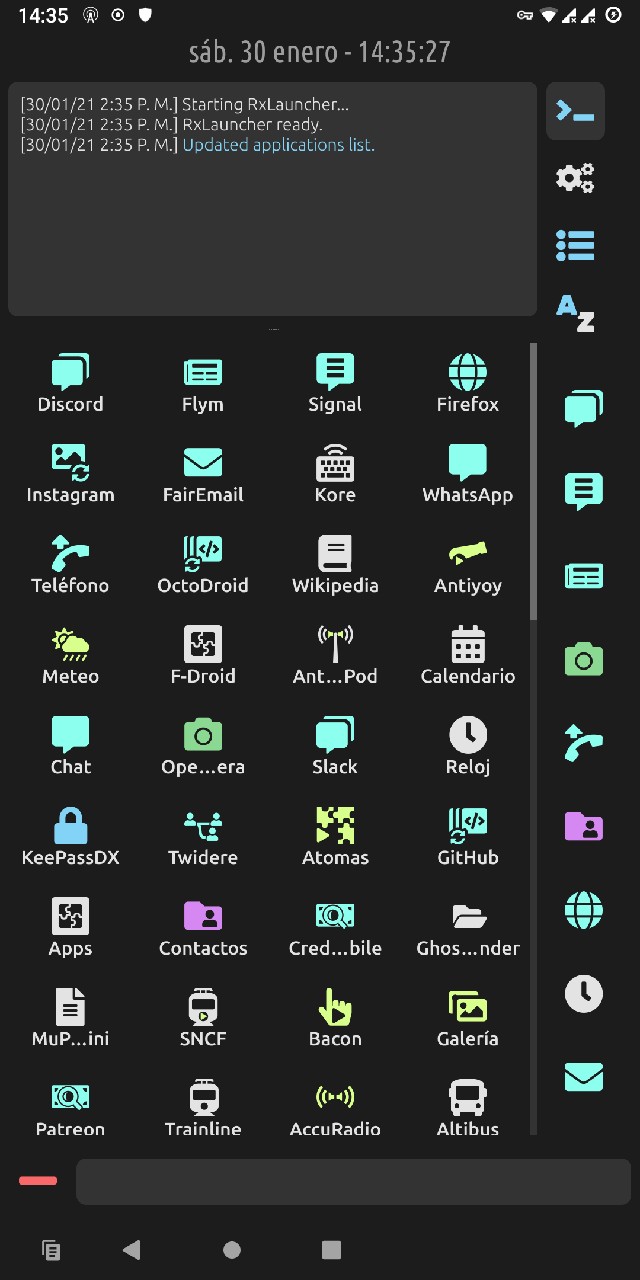 14:35
sáb. 30 enero - 14:35:27
[30/01/21 2:35 P. M.] Starting RxLauncher...
[30/01/21 2:35 P. M.] RxLauncher ready.
[30/01/21 2:35 P. M.] Updated applications list.
A Z
Discord Flym Signal Firefox
Instagram FairEmail Kore WhatsApp
Teléfono OctoDroid Wikipedia Antiyoy
Meteo F-Droid Ant...Pod Calendario
Chat Ope...era Slack Reloj
KeePassDX Twidere Atomas GitHub
Apps Contactos Cred...bile Ghos...nder
MuP...ini SNCF Bacon Galería
Patreon Trainline AccuRadio Altibus